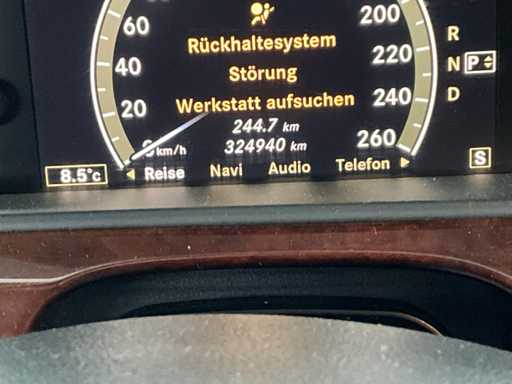 60
200
R
Rückhaltesystem
40
220
N
P
Störung
D
Werkstatt aufsuchen
20
240
244.7 km
0 km/h
324940 km
260
8.5°C
Reise Navi Audio Telefon
S